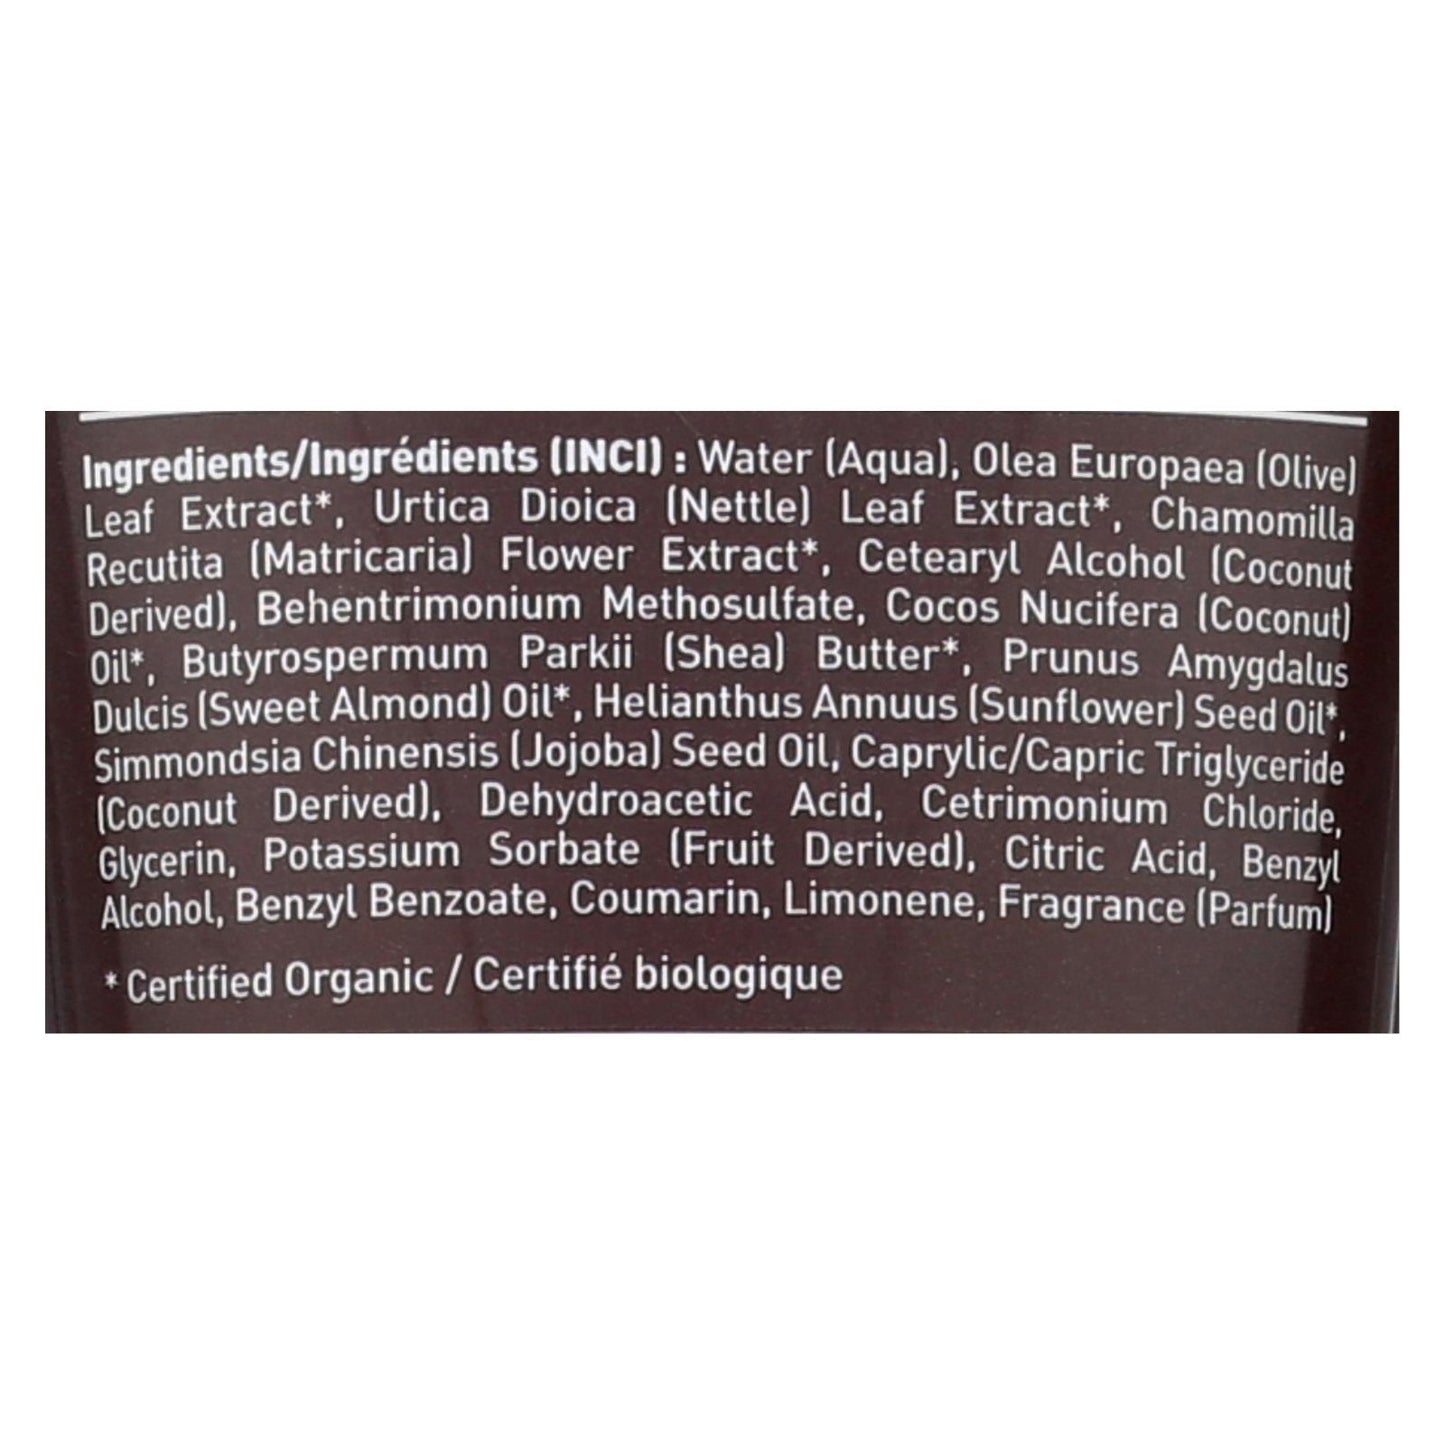 Ingredients/Ingrédients (INCI) : Water (Aqua), Olea Europaea (Olive)
Leaf Extract*, Urtica Dioica (Nettle) Leaf Extract*, Chamomilla
Recutita (Matricaria) Flower Extract*, Cetearyl Alcohol (Coconut
Derived), Behentrimonium Methosulfate, Cocos Nucifera (Coconut)
Oil*, Butyrospermum Parkii (Shea) Butter*, Prunus Amygdalus
Dulcis (Sweet Almond) Oil*, Helianthus Annuus (Sunflower) Seed Oil*,
Simmondsia Chinensis (Jojoba) Seed Oil, Caprylic/Capric Triglyceride
(Coconut Derived), Dehydroacetic Acid, Cetrimonium Chloride,
Glycerin, Potassium Sorbate (Fruit Derived), Citric Acid, Benzyl
Alcohol, Benzyl Benzoate, Coumarin, Limonene, Fragrance (Parfum)
* Certified Organic / Certifié biologique